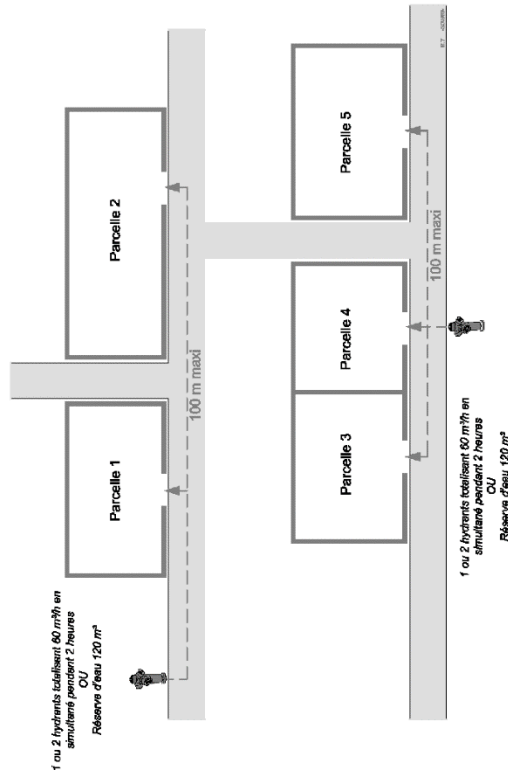 1 ou 2 hydrants totalisant 60 m³/h en
simultané pendant 2 heures
OU
Réserve d'eau 120 m³
Parcelle 1
Parcelle 2
100 m maxi
Parcelle 3
Parcelle 4
Parcelle 5
100 m maxi
1 ou 2 hydrants totalisant 60 m³/h en
simultané pendant 2 heures
OU
Réserve d'eau 120 m³